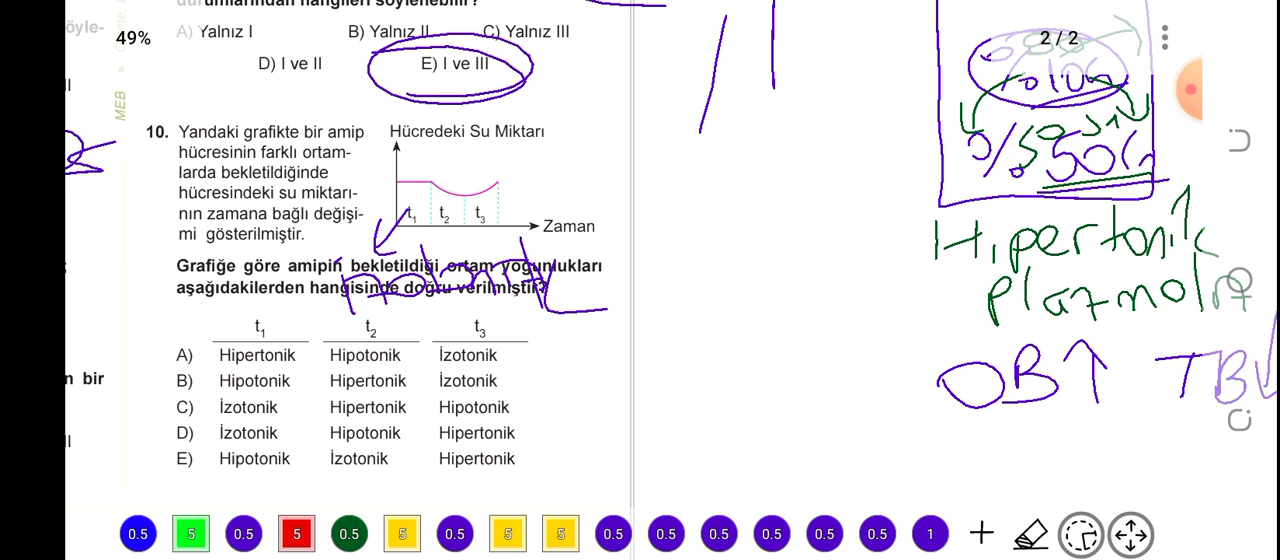 durumlarından hangileri söylenebilir?
öyle-
49%
A) Yalnız I B) Yalnız II C) Yalnız III
D) I ve II E) I ve III
2/2
MEB
10. Yandaki grafikte bir amip
hücresinin farklı ortam-
larda bekletildiğinde
hücresindeki su miktarı-
nın zamana bağlı değişi-
mi gösterilmiştir.
Hücredeki Su Miktarı
t1 t2 t3
Zaman
Grafiğe göre amipin bekletildiği ortam yoğunlukları
aşağıdakilerden hangisinde doğru verilmiştir?
t1 t2 t3
A) Hipertonik Hipotonik İzotonik
B) Hipotonik Hipertonik İzotonik
C) İzotonik Hipertonik Hipotonik
D) İzotonik Hipotonik Hipertonik
E) Hipotonik İzotonik Hipertonik
n bir
%50
Hipertonik
Plazmoliz
OB↑ TB↓
0.5 5 0.5 5 0.5 5 0.5 5 5 0.5 0.5 0.5 0.5 0.5 0.5 1